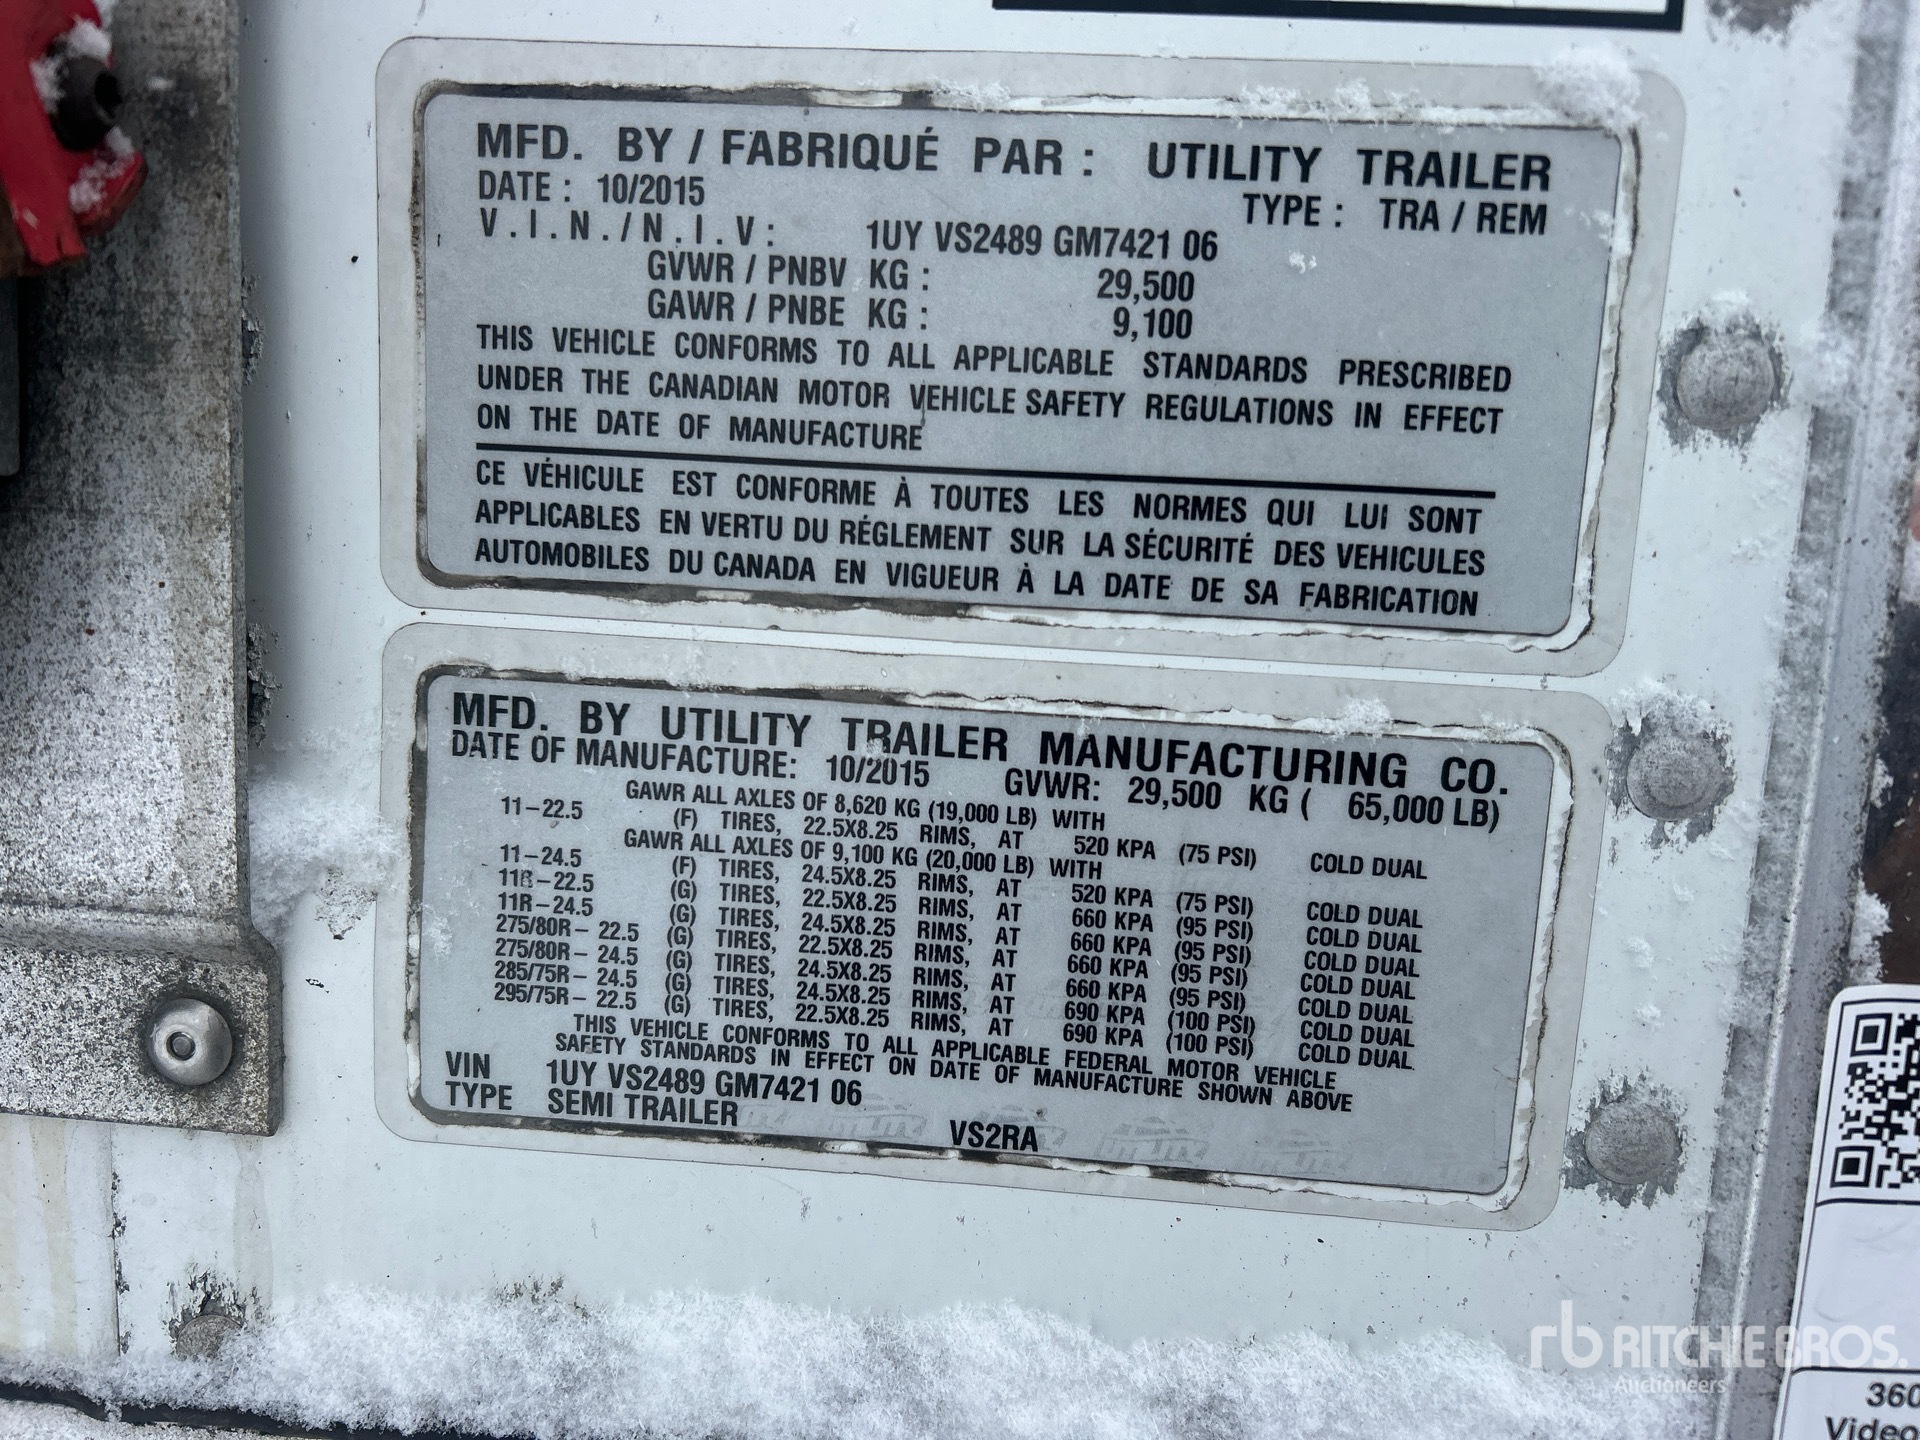 MFD. BY / FABRIQUÉ PAR : UTILITY TRAILER
DATE : 10/2015 TYPE : TRA / REM
V.I.N./N.I.V: 1UY VS2489 GM7421 06
GVWR / PNBV KG : 29,500
GAWR / PNBE KG : 9,100
THIS VEHICLE CONFORMS TO ALL APPLICABLE STANDARDS PRESCRIBED
UNDER THE CANADIAN MOTOR VEHICLE SAFETY REGULATIONS IN EFFECT
ON THE DATE OF MANUFACTURE
CE VÉHICULE EST CONFORME À TOUTES LES NORMES QUI LUI SONT
APPLICABLES EN VERTU DU RÉGLEMENT SUR LA SÉCURITÉ DES VEHICULES
AUTOMOBILES DU CANADA EN VIGUEUR À LA DATE DE SA FABRICATION
MFD. BY UTILITY TRAILER MANUFACTURING CO.
DATE OF MANUFACTURE: 10/2015 GVWR: 29,500 KG ( 65,000 LB)
GAWR ALL AXLES OF 8,620 KG (19,000 LB) WITH
11-22.5 (F) TIRES, 22.5X8.25 RIMS, AT 520 KPA (75 PSI) COLD DUAL
GAWR ALL AXLES OF 9,100 KG (20,000 LB) WITH
11-24.5 (F) TIRES, 24.5X8.25 RIMS, AT 520 KPA (75 PSI) COLD DUAL
11R-22.5 (G) TIRES, 22.5X8.25 RIMS, AT 660 KPA (95 PSI) COLD DUAL
11R-24.5 (G) TIRES, 24.5X8.25 RIMS, AT 660 KPA (95 PSI) COLD DUAL
275/80R-22.5 (G) TIRES, 22.5X8.25 RIMS, AT 660 KPA (95 PSI) COLD DUAL
275/80R-24.5 (G) TIRES, 24.5X8.25 RIMS, AT 660 KPA (95 PSI) COLD DUAL
285/75R-24.5 (G) TIRES, 24.5X8.25 RIMS, AT 690 KPA (100 PSI) COLD DUAL
295/75R-22.5 (G) TIRES, 22.5X8.25 RIMS, AT 690 KPA (100 PSI) COLD DUAL
THIS VEHICLE CONFORMS TO ALL APPLICABLE FEDERAL MOTOR VEHICLE
SAFETY STANDARDS IN EFFECT ON DATE OF MANUFACTURE SHOWN ABOVE
VIN 1UY VS2489 GM7421 06
TYPE SEMI TRAILER VS2RA
rb RITCHIE BROS.
Auctioneers
360
Video